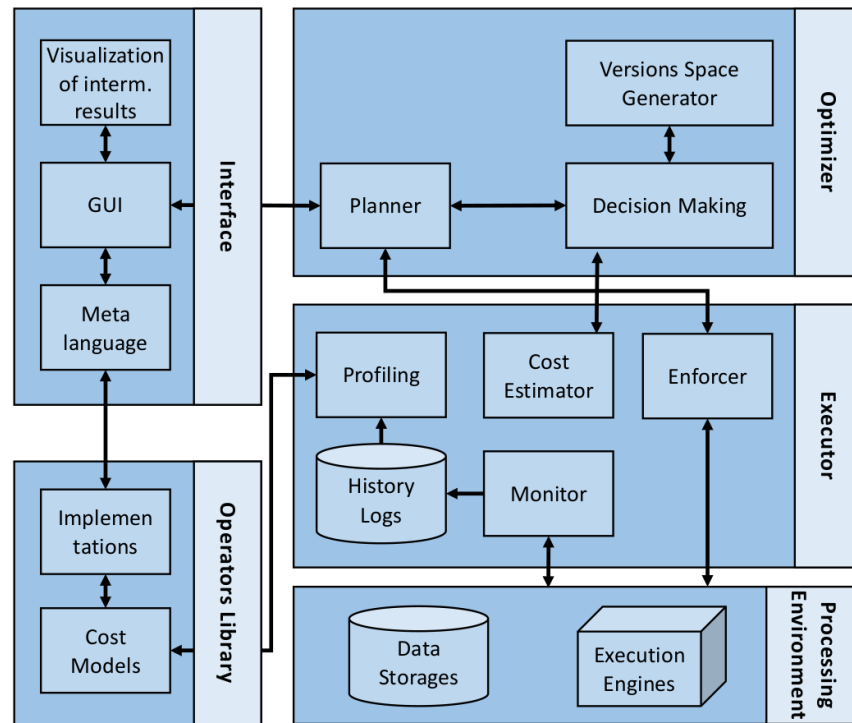 Visualization
of interm.
results
GUI
Meta
language
Interface
Versions Space
Generator
Planner
Decision Making
Optimizer
Profiling
Cost
Estimator
Enforcer
History
Logs
Monitor
Executor
Implemen
tations
Cost
Models
Operators Library
Data
Storages
Execution
Engines
Processing
Environment